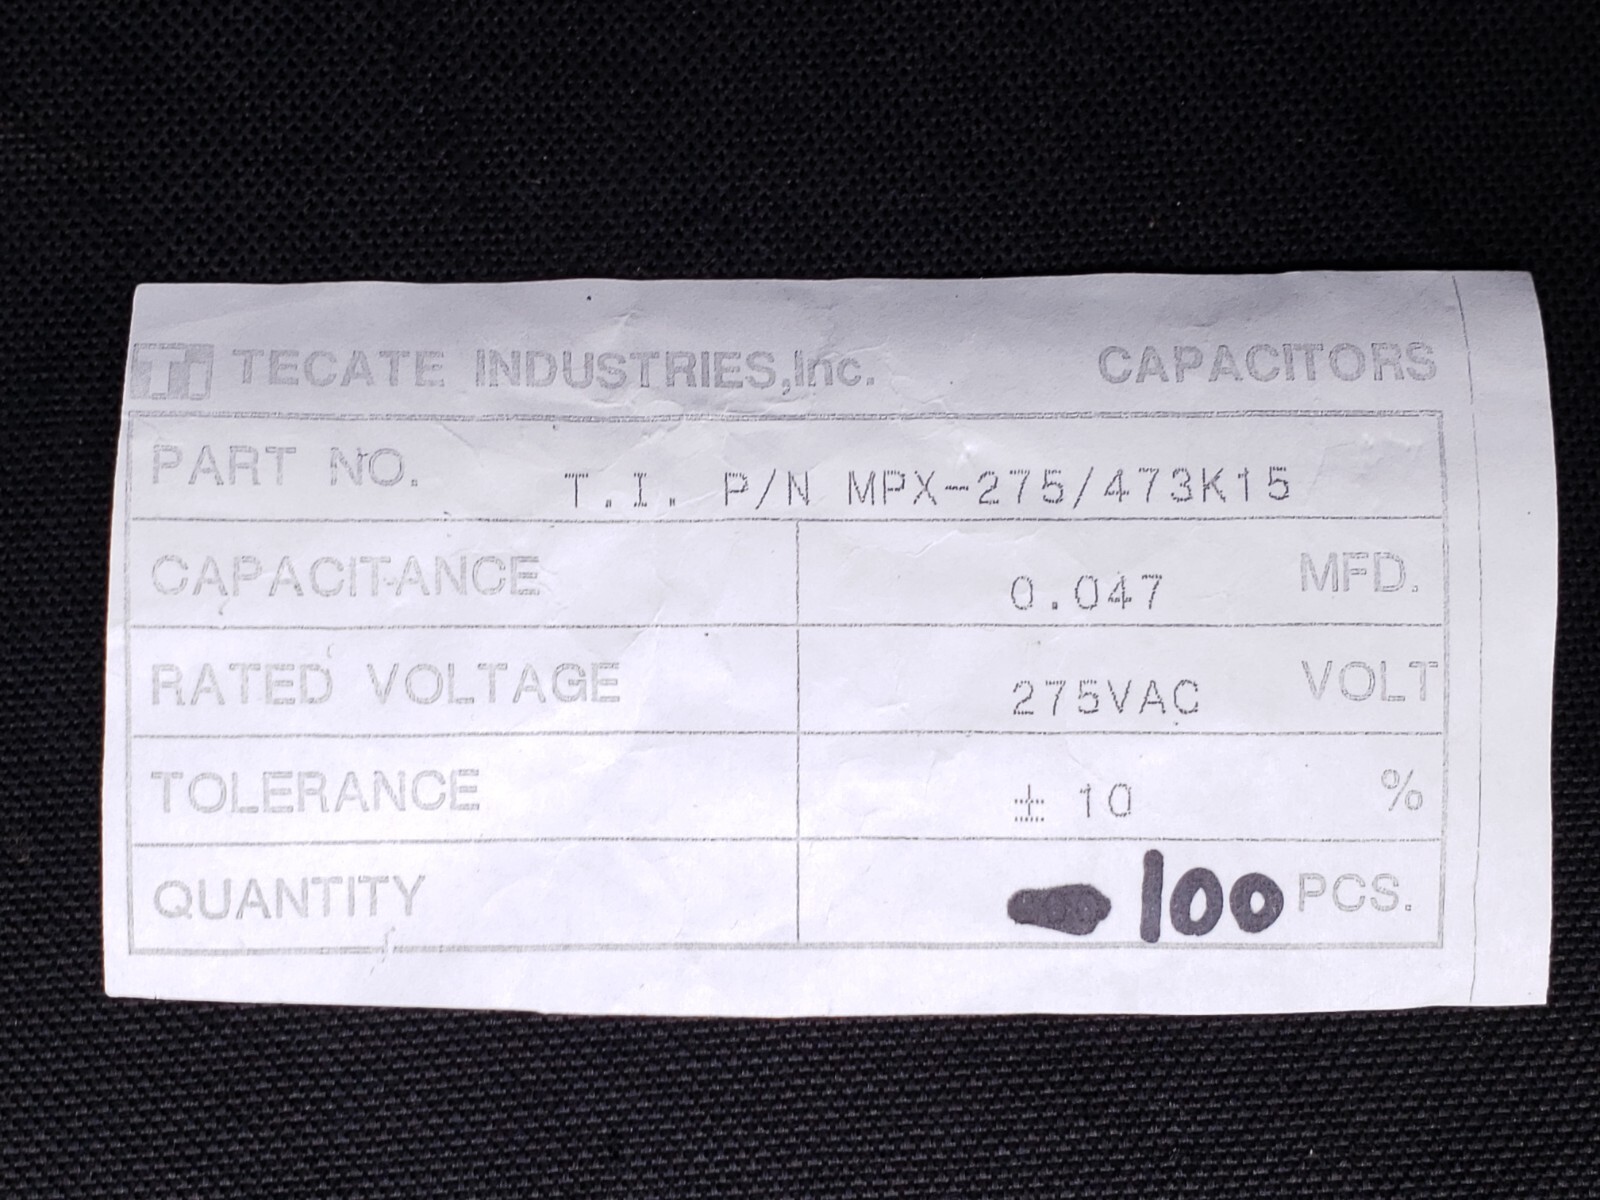 TI TECATE INDUSTRIES,Inc. CAPACITORS
PART NO. T.I. P/N MPX-275/473K15
CAPACITANCE 0.047 MFD.
RATED VOLTAGE 275VAC VOLT
TOLERANCE ± 10 %
QUANTITY 100 PCS.